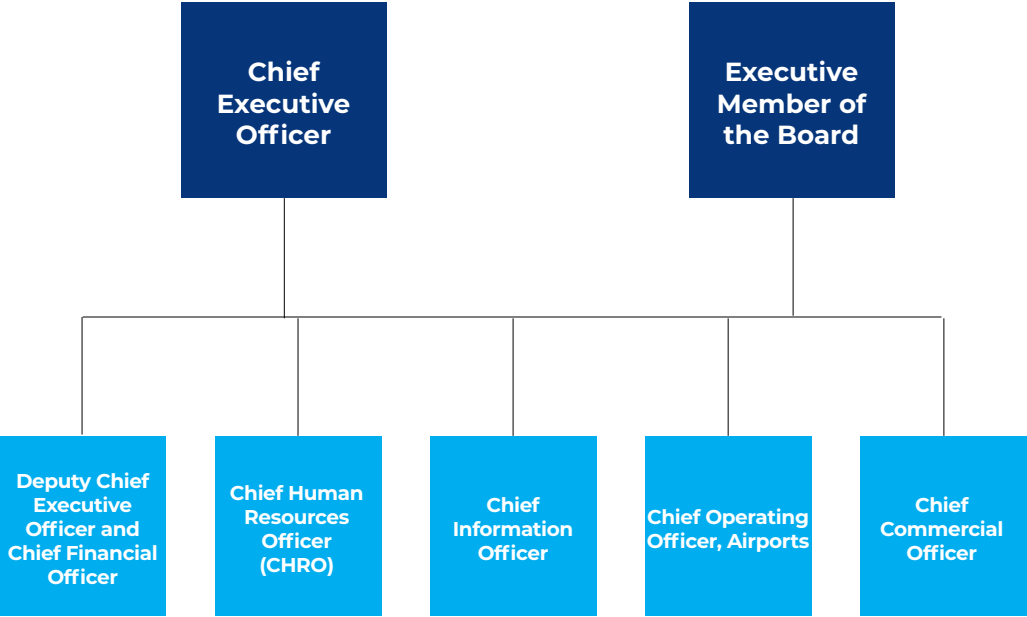 Chief
Executive
Officer
Executive
Member of
the Board
Deputy Chief
Executive
Officer and
Chief Financial
Officer
Chief Human
Resources
Officer
(CHRO)
Chief
Information
Officer
Chief Operating
Officer, Airports
Chief
Commercial
Officer